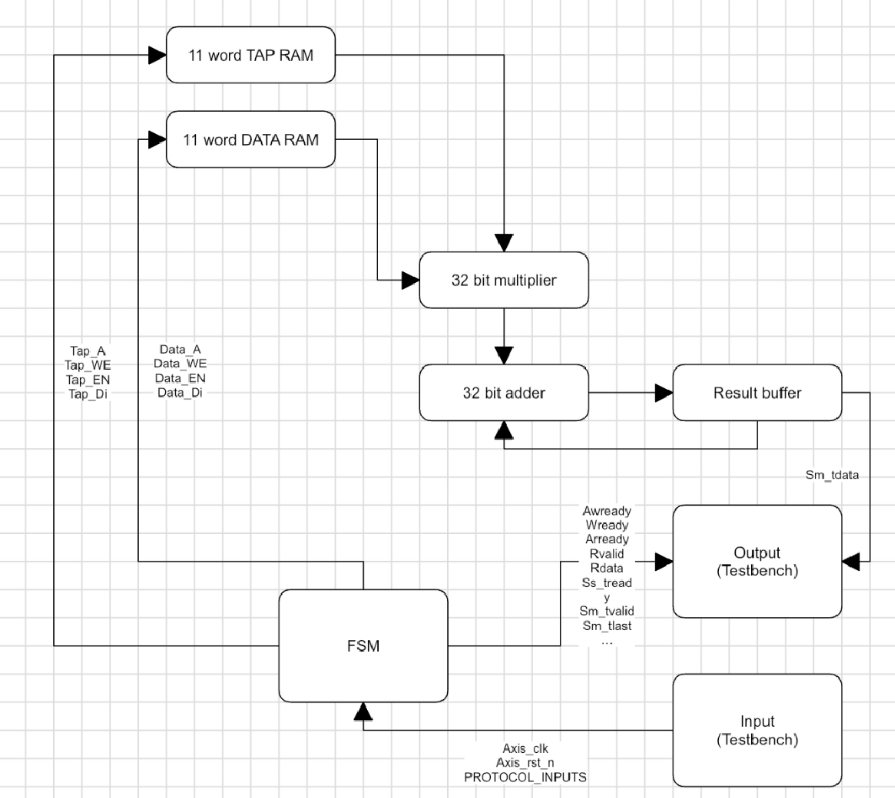 11 word TAP RAM
11 word DATA RAM
32 bit multiplier
Tap_A
Tap_WE
Tap_EN
Tap_Di
Data_A
Data_WE
Data_EN
Data_Di
32 bit adder
Result buffer
Sm_tdata
Awready
Wready
Arready
Rvalid
Rdata
Ss_tread
y
Sm_tvalid
Sm_tlast
...
Output
(Testbench)
FSM
Input
(Testbench)
Axis_clk
Axis_rst_n
PROTOCOL_INPUTS